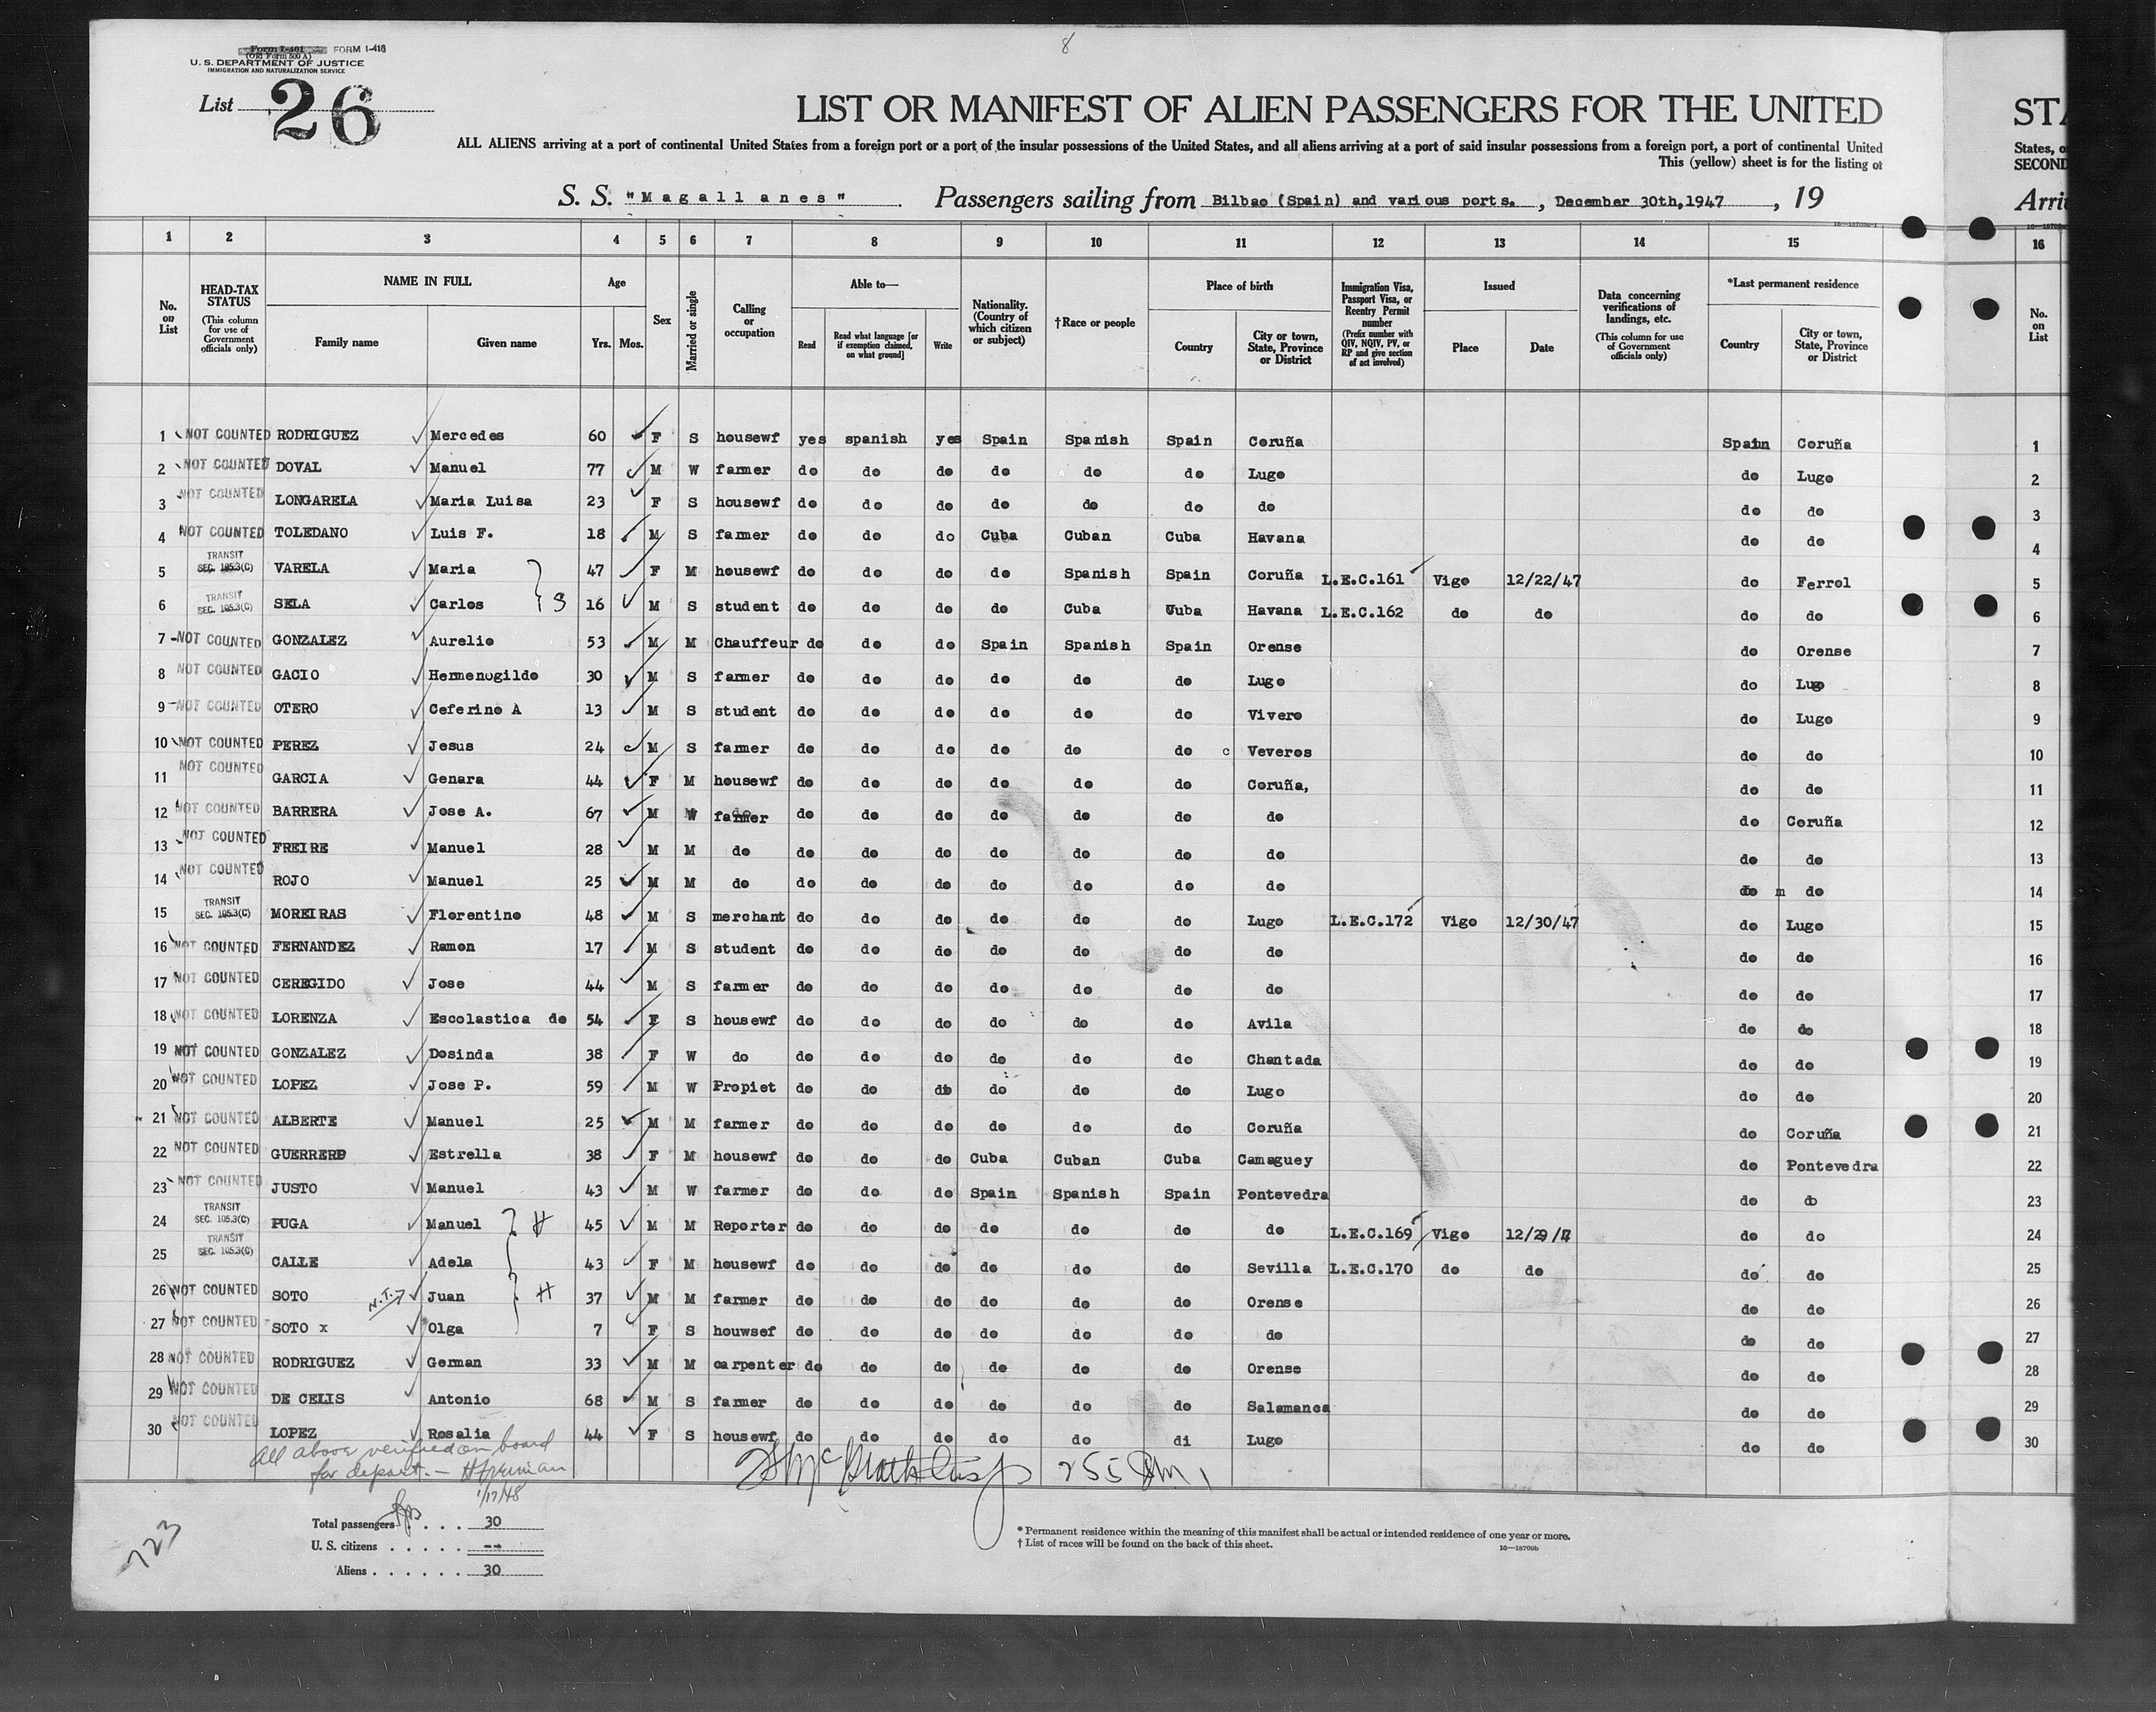 8
Form I-401 FORM I-418
(Old Form 500 A)
U. S. DEPARTMENT OF JUSTICE
IMMIGRATION AND NATURALIZATION SERVICE
List 26
LIST OR MANIFEST OF ALIEN PASSENGERS FOR THE UNITED STA
ALL ALIENS arriving at a port of continental United States from a foreign port or a port of the insular possessions of the United States, and all aliens arriving at a port of said insular possessions from a foreign port, a port of continental United States, o
This (yellow) sheet is for the listing of SECOND
S. S. "Magallanes" Passengers sailing from Bilbao (Spain) and various ports. , December 30th,1947 , 19 Arri
1 2 3 4 5 6 7 8 9 10 11 12 13 14 15 16
No. on List
HEAD-TAX STATUS (This column for use of Government officials only)
NAME IN FULL Family name Given name
Age Yrs. Mos.
Sex
Married or single
Calling or occupation
Able to— Read Read what language [or if exemption claimed, on what ground] Write
Nationality. (Country of which citizen or subject)
†Race or people
Place of birth Country City or town, State, Province or District
Immigration Visa, Passport Visa, or Reentry Permit number (Prefix number with QIV, NQIV, PV, or RP and give section of act involved)
Issued Place Date
Data concerning verifications of landings, etc. (This column for use of Government officials only)
*Last permanent residence Country City or town, State, Province or District
No. on List
1 NOT COUNTED RODRIGUEZ Mercedes 60 F S housewf yes spanish yes Spain Spanish Spain Coruña Spain Coruña 1
2 NOT COUNTED DOVAL Manuel 77 M W farmer do do do do do do Lugo do Lugo 2
3 NOT COUNTED LONGARELA Maria Luisa 23 F S housewf do do do do do do do do do 3
4 NOT COUNTED TOLEDANO Luis F. 18 M S farmer do do do Cuba Cuban Cuba Havana do do 4
5 TRANSIT SEC. 105.3(C) VARELA Maria 47 F M housewf do do do do Spanish Spain Coruña L.E.C.161 Vigo 12/22/47 do Ferrol 5
6 TRANSIT SEC. 105.3(C) SELA Carlos 16 M S student do do do do Cuba Cuba Havana L.E.C.162 do do do do 6
7 NOT COUNTED GONZALEZ Aurelio 53 M M Chauffeur do do do Spain Spanish Spain Orense do Orense 7
8 NOT COUNTED GACIO Hermenogildo 30 M S farmer do do do do do do Lugo do Lugo 8
9 NOT COUNTED OTERO Ceferino A 13 M S student do do do do do do Vivero do Lugo 9
10 NOT COUNTED PEREZ Jesus 24 M S farmer do do do do do do c Veveros do do 10
11 NOT COUNTED GARCIA Genara 44 F M housewf do do do do do do Coruña, do do 11
12 NOT COUNTED BARRERA Jose A. 67 M W farmer do do do do do do do do Coruña 12
13 NOT COUNTED FREIRE Manuel 28 M M do do do do do do do do do do 13
14 NOT COUNTED ROJO Manuel 25 M M do do do do do do do do do m do 14
15 TRANSIT SEC. 105.3(C) MOREIRAS Florentino 48 M S merchant do do do do do do Lugo L.E.C.172 Vigo 12/30/47 do Lugo 15
16 NOT COUNTED FERNANDEZ Ramon 17 M S student do do do do do do do do do 16
17 NOT COUNTED CEREGIDO Jose 44 M S farmer do do do do do do do do do 17
18 NOT COUNTED LORENZA Escolastica de 54 F S housewf do do do do do do Avila do do 18
19 NOT COUNTED GONZALEZ Dosinda 38 F W do do do do do do do Chantada do do 19
20 NOT COUNTED LOPEZ Jose P. 59 M W Propiet do do do do do do Lugo do do 20
21 NOT COUNTED ALBERTE Manuel 25 M M farmer do do do do do do Coruña do Coruña 21
22 NOT COUNTED GUERRERO Estrella 38 F M housewf do do do Cuba Cuban Cuba Camaguey do Pontevedra 22
23 NOT COUNTED JUSTO Manuel 43 M W farmer do do do Spain Spanish Spain Pontevedra do do 23
24 TRANSIT SEC. 105.3(C) PUGA Manuel 45 M M Reporter do do do do do do do L.E.C.169 Vigo 12/29/47 do do 24
25 TRANSIT SEC. 105.3(C) CALLE Adela 43 F M housewf do do do do do do Sevilla L.E.C.170 do do do do 25
26 NOT COUNTED SOTO N.T. Juan 37 M M farmer do do do do do do Orense do do 26
27 NOT COUNTED SOTO x Olga 7 F S houwsef do do do do do do do do do 27
28 NOT COUNTED RODRIGUEZ German 33 M M carpenter do do do do do do Orense do do 28
29 NOT COUNTED DE CELIS Antonio 68 M S farmer do do do do do do Salamanca do do 29
30 NOT COUNTED LOPEZ Rosalia 44 F S housewf do do do do do di Lugo do do 30
All above verified on board
for depart. —
1/17/48
Total passengers . . . . 30
U. S. citizens . . . . . --
Aliens . . . . . . 30
723
* Permanent residence within the meaning of this manifest shall be actual or intended residence of one year or more.
† List of races will be found on the back of this sheet.
16—18709b